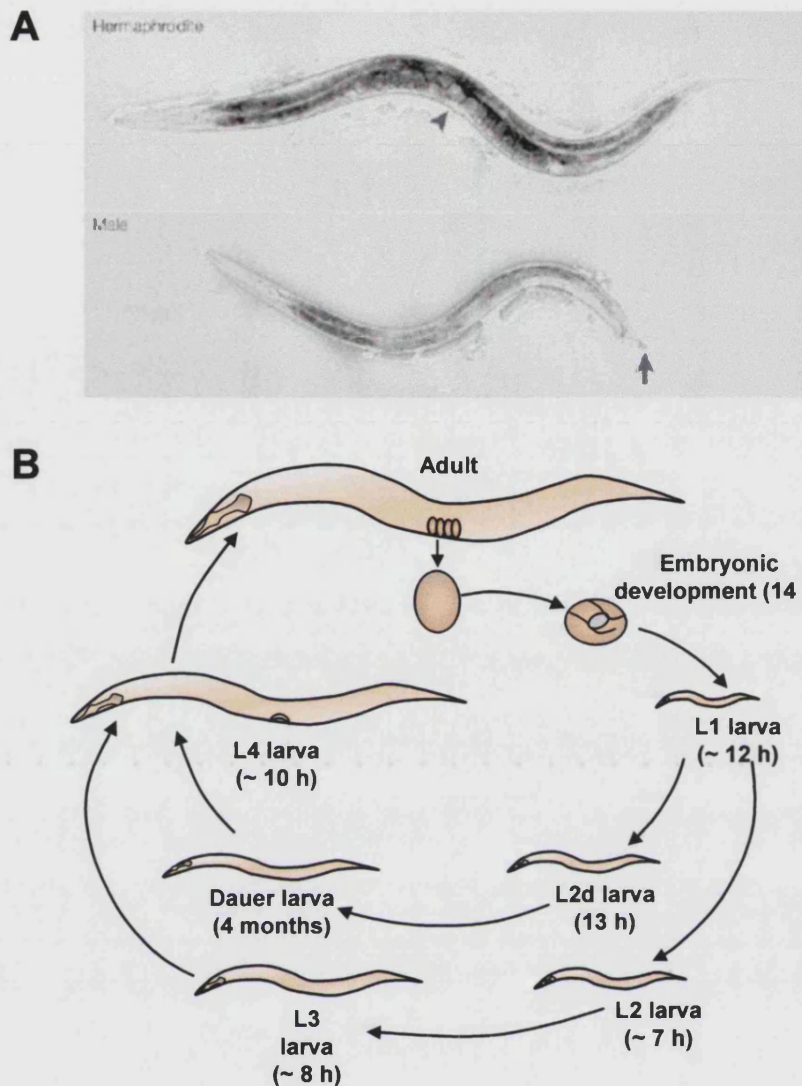 A
Hermaphrodite
Male
B
Adult
Embryonic
development (14
L1 larva
(~ 12 h)
L4 larva
(~ 10 h)
Dauer larva
(4 months)
L2d larva
(13 h)
L2 larva
(~ 7 h)
L3
larva
(~ 8 h)